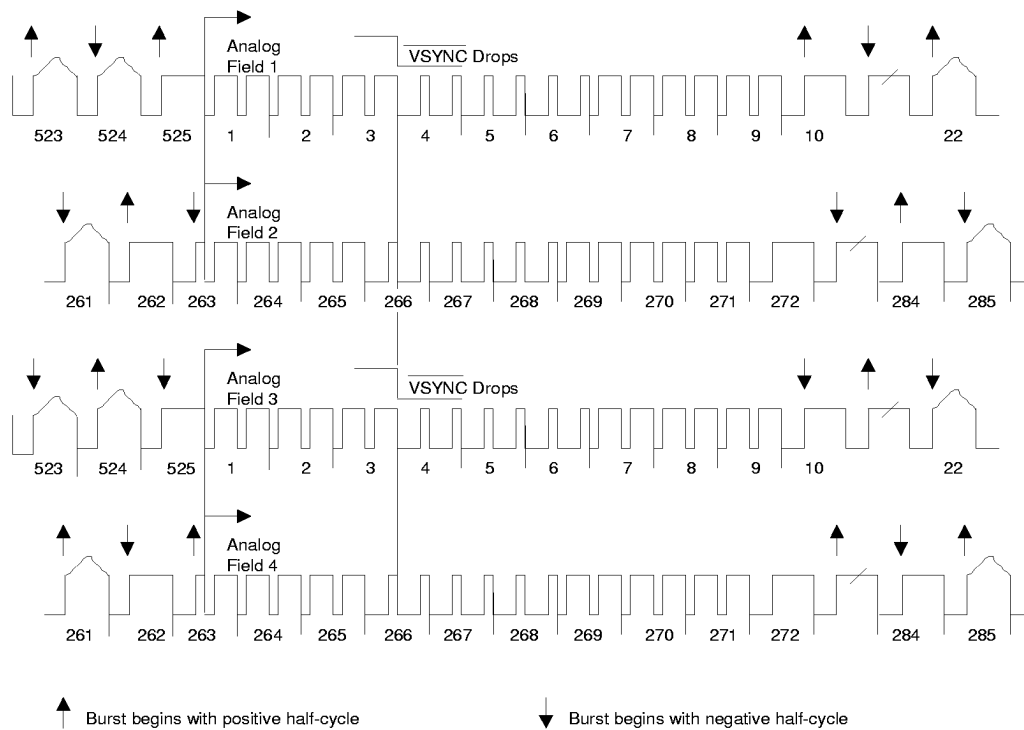 Analog
Field 1
VSYNC Drops
523 524 525 1 2 3 4 5 6 7 8 9 10 22
Analog
Field 2
261 262 263 264 265 266 267 268 269 270 271 272 284 285
Analog
Field 3
VSYNC Drops
523 524 525 1 2 3 4 5 6 7 8 9 10 22
Analog
Field 4
261 262 263 264 265 266 267 268 269 270 271 272 284 285
Burst begins with positive half-cycle
Burst begins with negative half-cycle